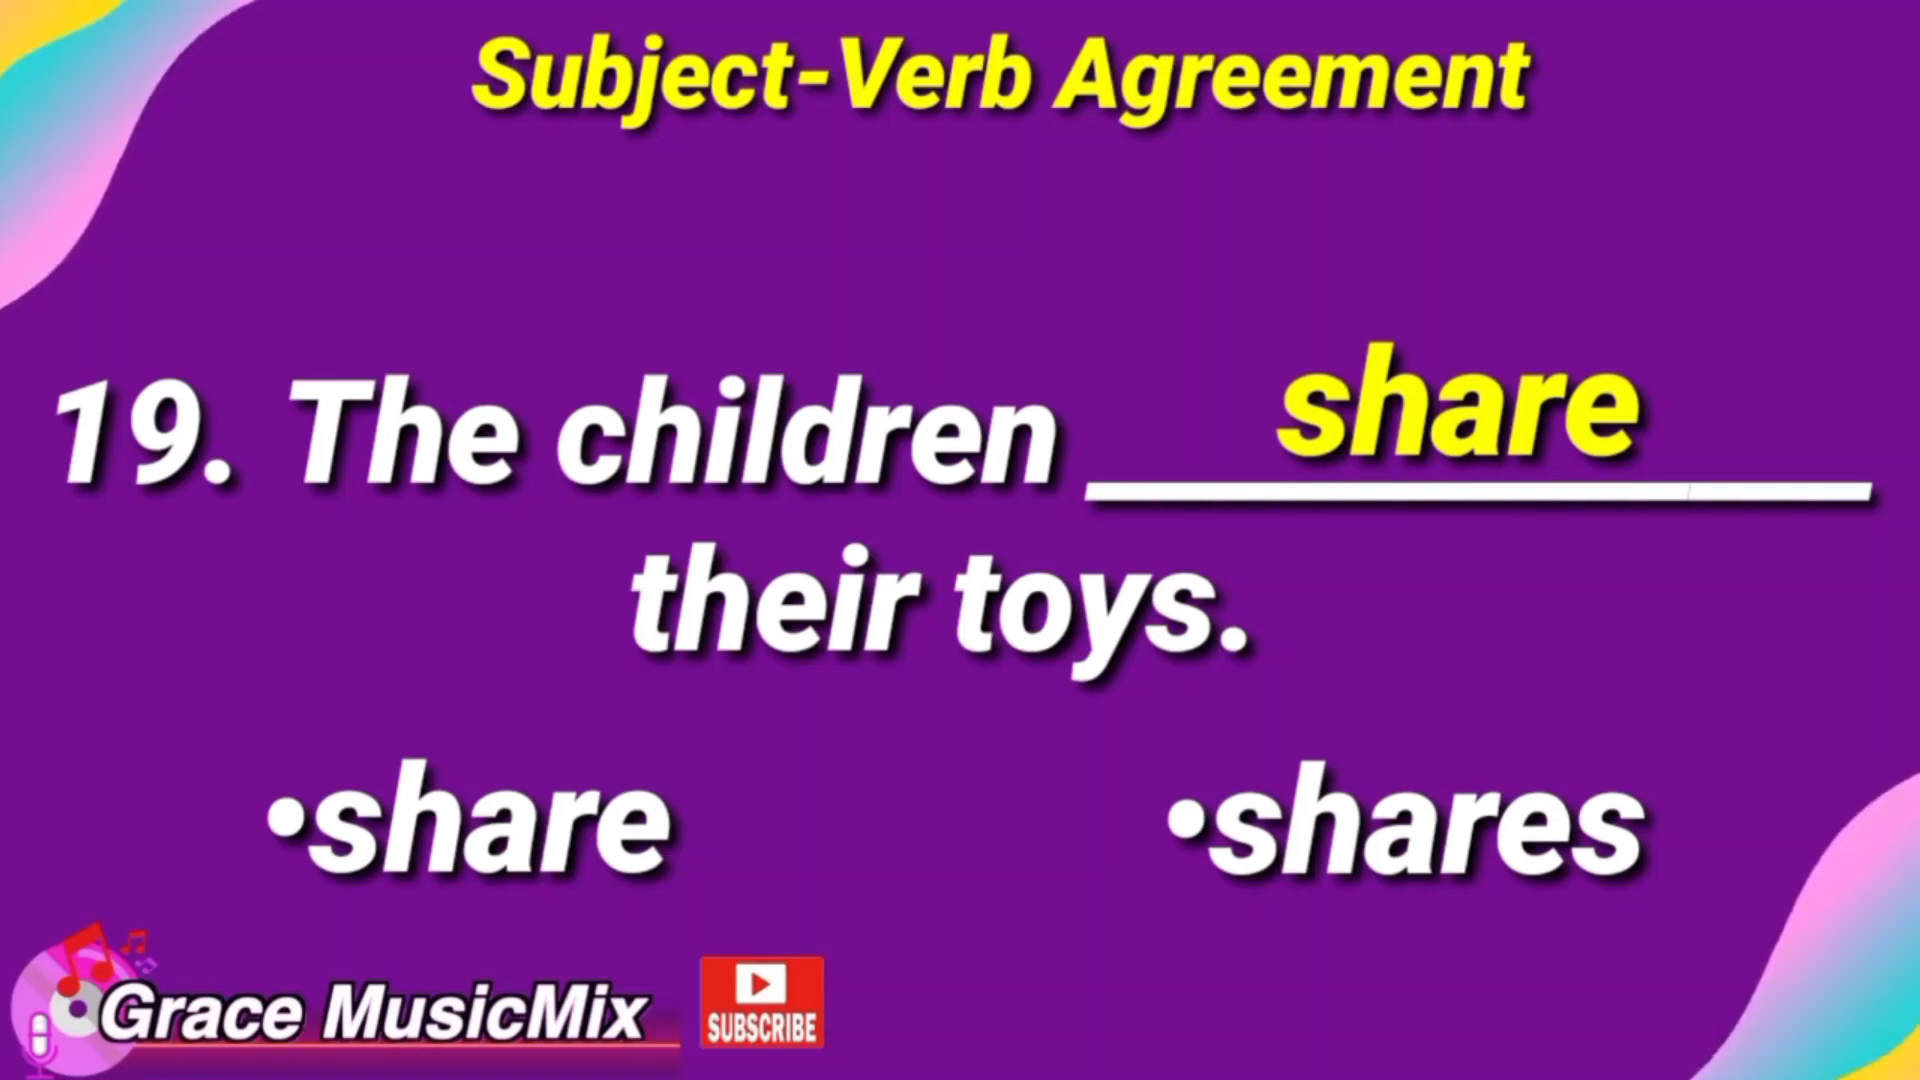 Subject-Verb Agreement
19. The children share
their toys.
•share •shares
Grace MusicMix
SUBSCRIBE